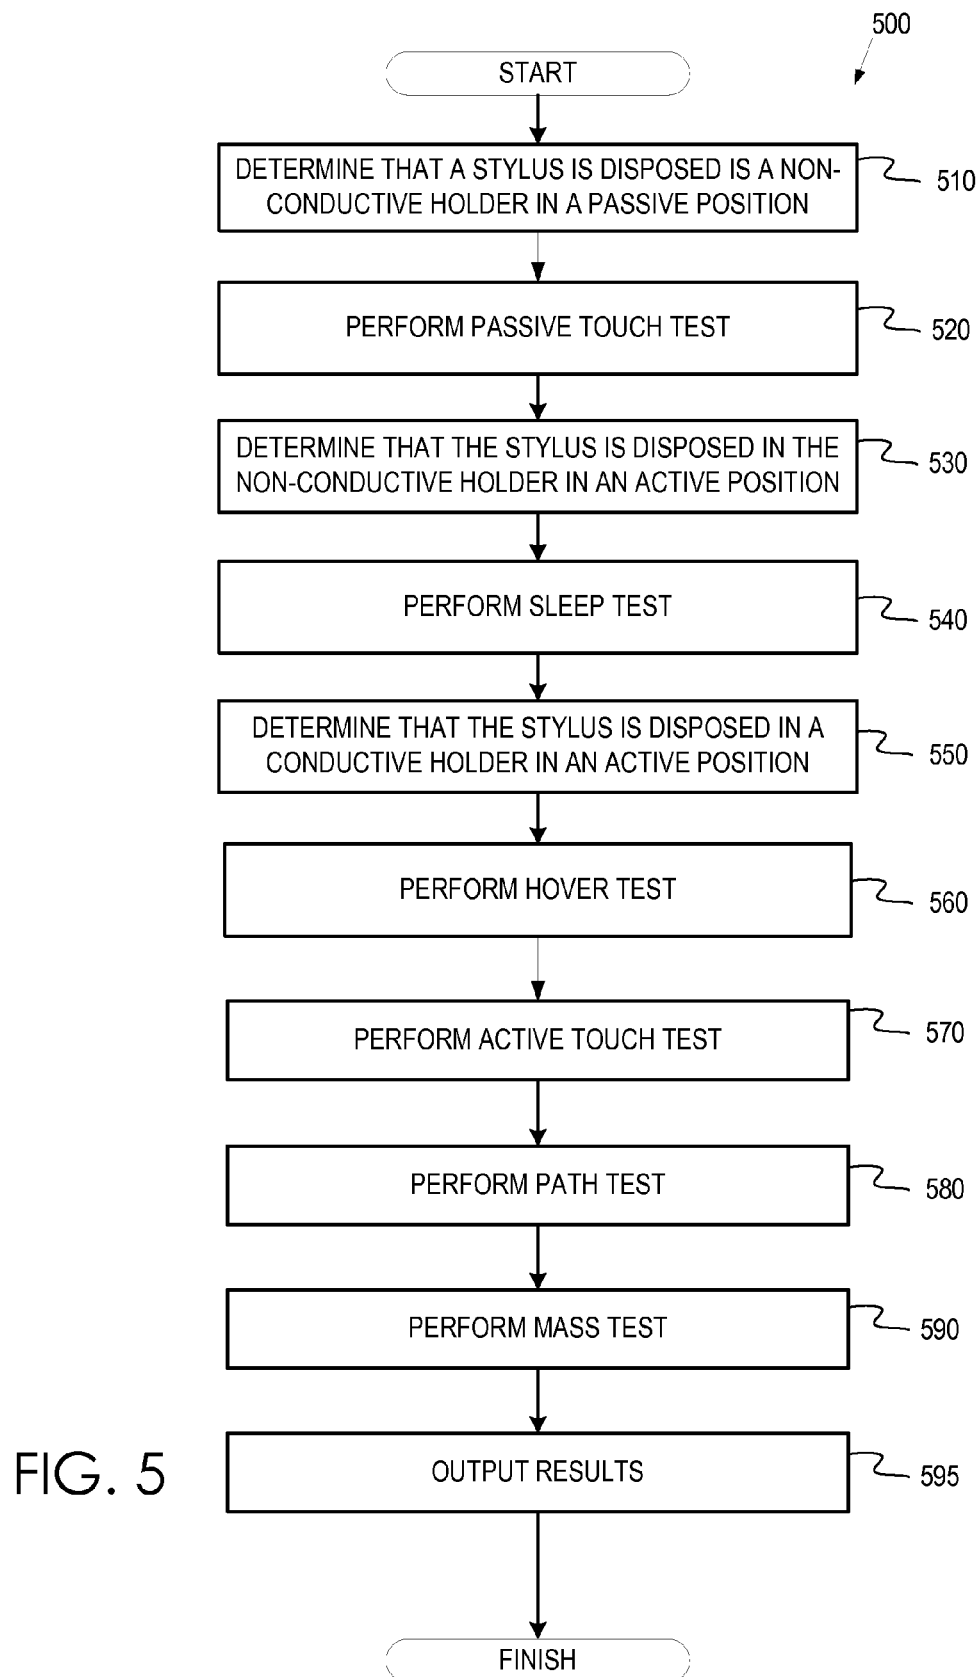 500
START
DETERMINE THAT A STYLUS IS DISPOSED IS A NON-
CONDUCTIVE HOLDER IN A PASSIVE POSITION
510
PERFORM PASSIVE TOUCH TEST
520
DETERMINE THAT THE STYLUS IS DISPOSED IN THE
NON-CONDUCTIVE HOLDER IN AN ACTIVE POSITION
530
PERFORM SLEEP TEST
540
DETERMINE THAT THE STYLUS IS DISPOSED IN A
CONDUCTIVE HOLDER IN AN ACTIVE POSITION
550
PERFORM HOVER TEST
560
PERFORM ACTIVE TOUCH TEST
570
PERFORM PATH TEST
580
PERFORM MASS TEST
590
OUTPUT RESULTS
595
FIG. 5
FINISH